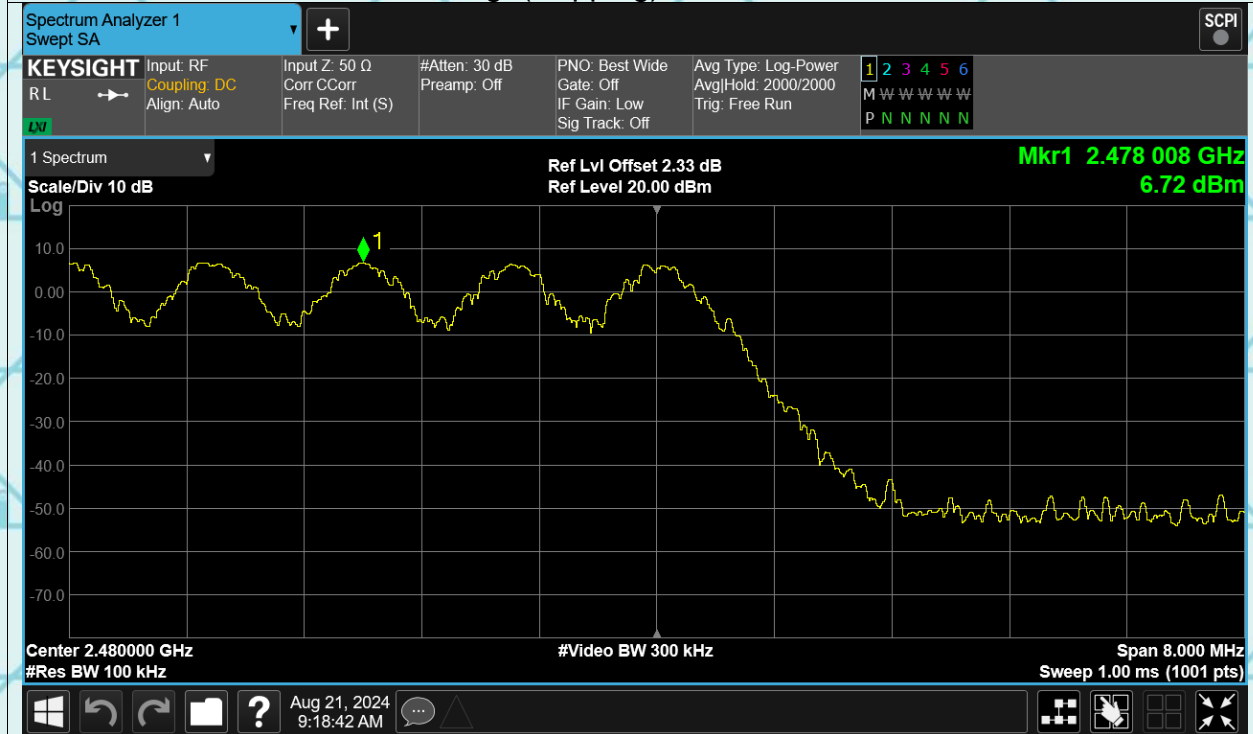 Spectrum Analyzer 1
Swept SA
+
SCPI
KEYSIGHT
RL
LXI
Input: RF
Coupling: DC
Align: Auto
Input Z: 50 Ω
Corr CCorr
Freq Ref: Int (S)
#Atten: 30 dB
Preamp: Off
PNO: Best Wide
Gate: Off
IF Gain: Low
Sig Track: Off
Avg Type: Log-Power
Avg|Hold: 2000/2000
Trig: Free Run
1 2 3 4 5 6
M W W W W W
P N N N N N
1 Spectrum
Scale/Div 10 dB
Log
Ref Lvl Offset 2.33 dB
Ref Level 20.00 dBm
Mkr1 2.478 008 GHz
6.72 dBm
1
10.0
0.00
-10.0
-20.0
-30.0
-40.0
-50.0
-60.0
-70.0
Center 2.480000 GHz
#Res BW 100 kHz
#Video BW 300 kHz
Span 8.000 MHz
Sweep 1.00 ms (1001 pts)
?
Aug 21, 2024
9:18:42 AM